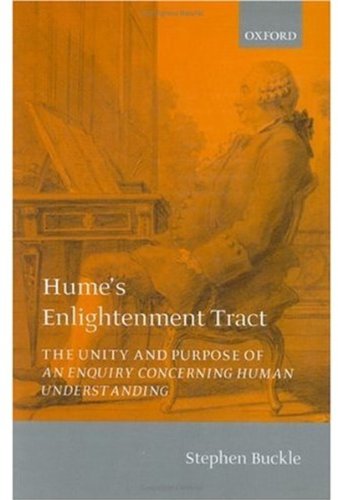 OXFORD
Hume's
Enlightenment Tract
THE UNITY AND PURPOSE OF
AN ENQUIRY CONCERNING HUMAN
UNDERSTANDING
Stephen Buckle